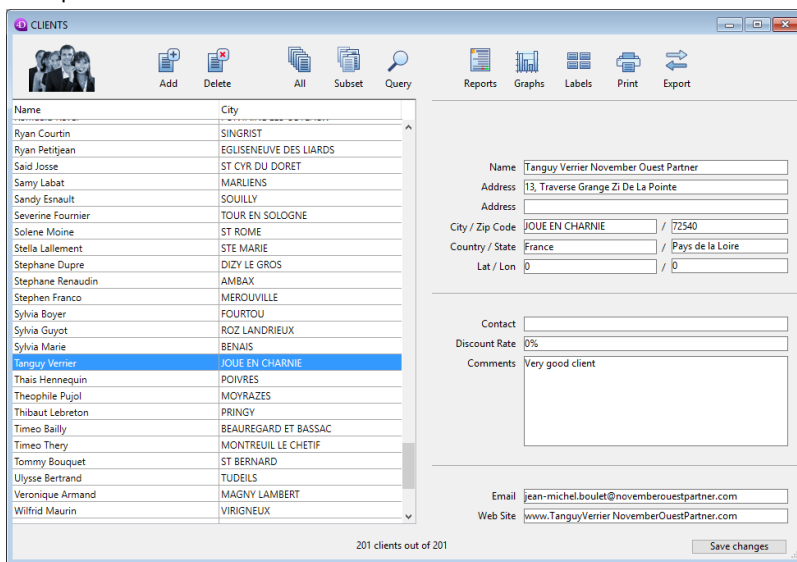 CLIENTS
Add Delete All Subset Query Reports Graphs Labels Print Export
Name City
Ryan Courtin SINGRIST
Ryan Petitjean EGLISENEUVE DES LIARDS
Said Josse ST CYR DU DORET
Samy Labat MARLIENS
Sandy Esnault SOUILLY
Severine Fournier TOUR EN SOLOGNE
Solene Moine ST ROME
Stella Lallement STE MARIE
Stephane Dupre DIZY LE GROS
Stephane Renaudin AMBAX
Stephen Franco MEROUVILLE
Sylvia Boyer FOURTOU
Sylvia Guyot ROZ LANDRIEUX
Sylvia Marie BENAIS
Tanguy Verrier JOUE EN CHARNIE
Thais Hennequin POIVRES
Theophile Pujol MOYRAZES
Thibaut Lebreton PRINGY
Timeo Bailly BEAUREGARD ET BASSAC
Timeo Thery MONTREUIL LE CHETIF
Tommy Bouquet ST BERNARD
Ulysse Bertrand TUDEILS
Veronique Armand MAGNY LAMBERT
Wilfrid Maurin VIRIGNEUX
Name Tanguy Verrier November Ouest Partner
Address 13, Traverse Grange Zi De La Pointe
Address
City / Zip Code JOUE EN CHARNIE / 72540
Country / State France / Pays de la Loire
Lat / Lon 0 / 0
Contact
Discount Rate 0%
Comments Very good client
Email jean-michel.boulet@novemberouestpartner.com
Web Site www.TanguyVerrier NovemberOuestPartner.com
201 clients out of 201
Save changes